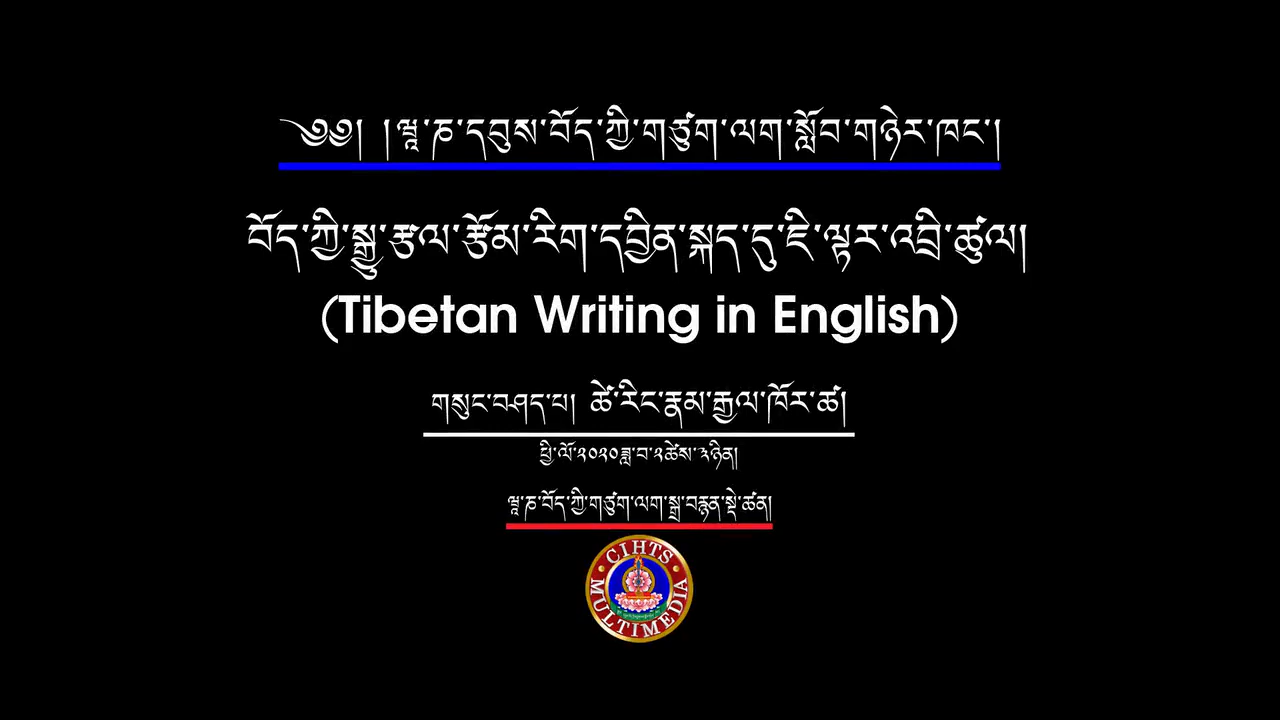 ༄༅། །ཝཱ་ཎ་དབུས་བོད་ཀྱི་གཙུག་ལག་སློབ་གཉེར་ཁང་།
བོད་ཀྱི་སྒྱུ་རྩལ་རྩོམ་རིག་དབྱིན་སྐད་དུ་ཇི་ལྟར་འབྲི་ཚུལ།
(Tibetan Writing in English)
གསུང་བཤད་པ། ཚེ་རིང་རྣམ་རྒྱལ་ཁོར་ཚ།
ཕྱི་ལོ་༢༠༢༠ཟླ་བ་༢ཚེས་༣ཉིན།
ཝཱ་ཎ་བོད་ཀྱི་གཙུག་ལག་སྒྲ་བརྙན་སྡེ་ཚན།
CIHTS
MULTIMEDIA